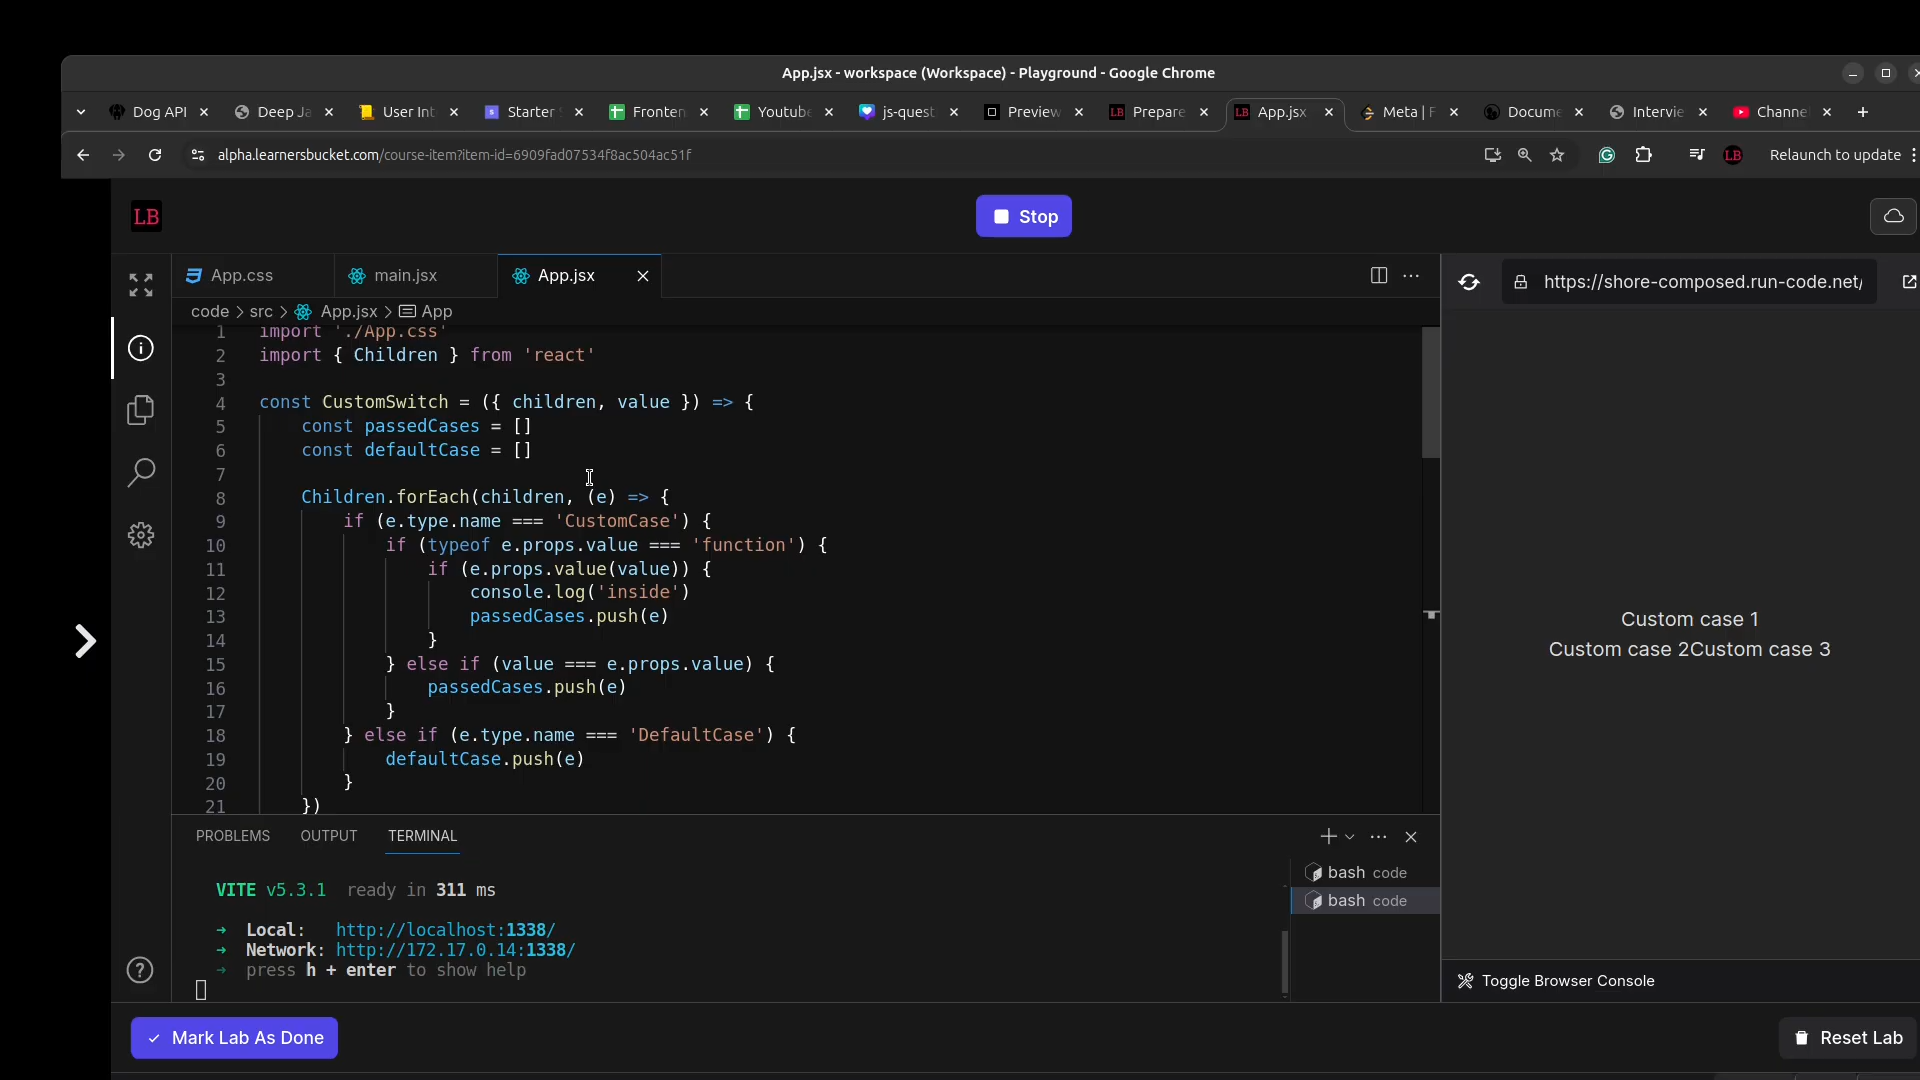 App.jsx - workspace (Workspace) - Playground - Google Chrome
Dog API
Deep Ja
User Int
Starter
Fronten
Youtube
js-quest
Preview
LB Prepare
LB App.jsx
Meta | F
Docume
Intervie
Channe
alpha.learnersbucket.com/course-item?item-id=6909fad07534f8ac504ac51f
LB
Relaunch to update
LB
Stop
App.css
main.jsx
App.jsx
https://shore-composed.run-code.net/
code > src > App.jsx > App
1 import './App.css'
2 import { Children } from 'react'
3
4 const CustomSwitch = ({ children, value }) => {
5 const passedCases = []
6 const defaultCase = []
7
8 Children.forEach(children, (e) => {
9 if (e.type.name === 'CustomCase') {
10 if (typeof e.props.value === 'function') {
11 if (e.props.value(value)) {
12 console.log('inside')
13 passedCases.push(e)
14 }
15 } else if (value === e.props.value) {
16 passedCases.push(e)
17 }
18 } else if (e.type.name === 'DefaultCase') {
19 defaultCase.push(e)
20 }
21 })
Custom case 1
Custom case 2Custom case 3
PROBLEMS OUTPUT TERMINAL
VITE v5.3.1 ready in 311 ms
➜ Local: http://localhost:1338/
➜ Network: http://172.17.0.14:1338/
➜ press h + enter to show help
bash code
bash code
Toggle Browser Console
Mark Lab As Done
Reset Lab